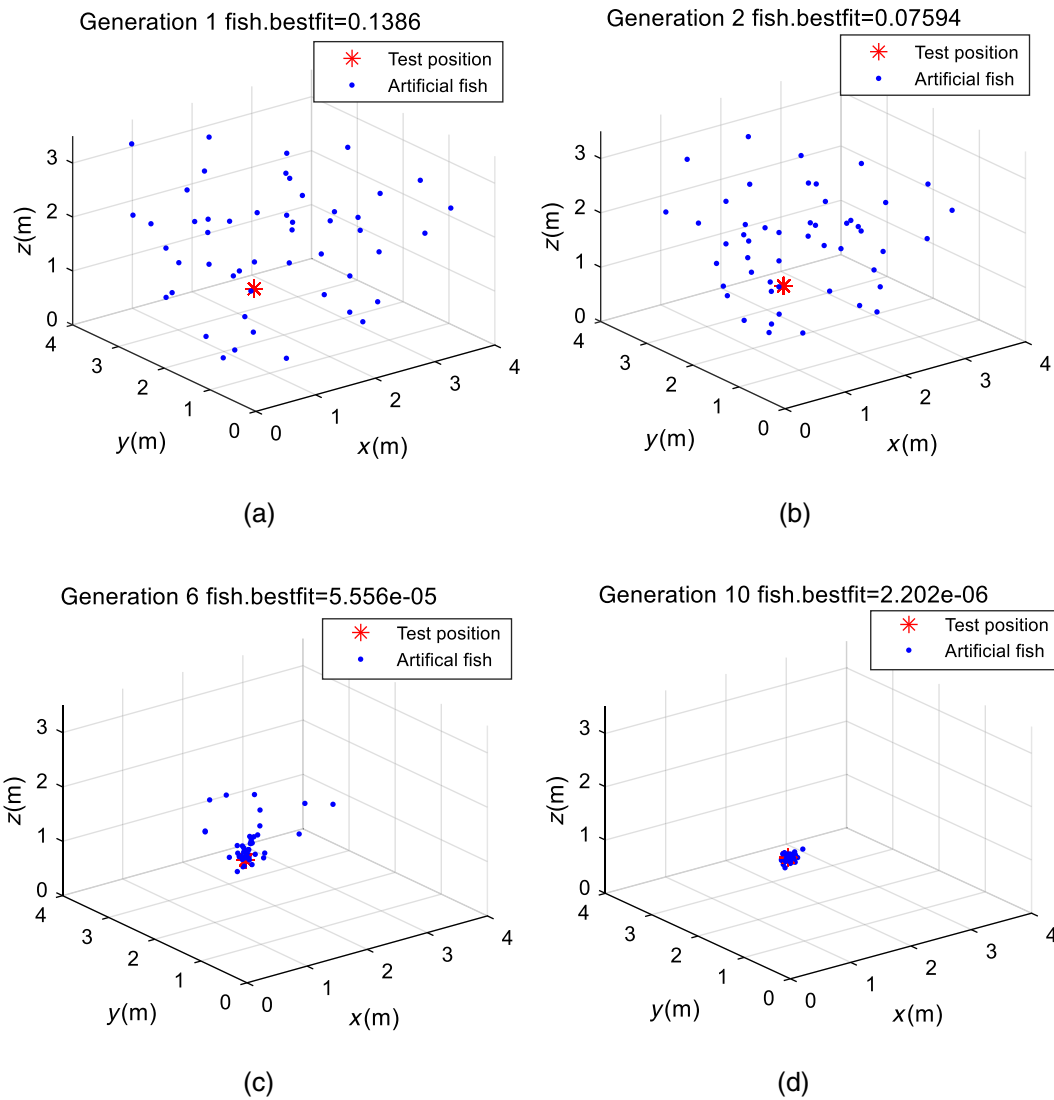 Generation 1 fish.bestfit=0.1386
Test position
Artificial fish
3
2
1
0
z(m)
4
3
2
1
0
y(m)
0
1
2
3
4
x(m)
(a)
Generation 2 fish.bestfit=0.07594
Test position
Artificial fish
3
2
1
0
z(m)
4
3
2
1
0
y(m)
0
1
2
3
4
x(m)
(b)
Generation 6 fish.bestfit=5.556e-05
Test position
Artifical fish
3
2
1
0
z(m)
4
3
2
1
0
y(m)
0
1
2
3
4
x(m)
(c)
Generation 10 fish.bestfit=2.202e-06
Test position
Artificial fish
3
2
1
0
z(m)
4
3
2
1
0
y(m)
0
1
2
3
4
x(m)
(d)